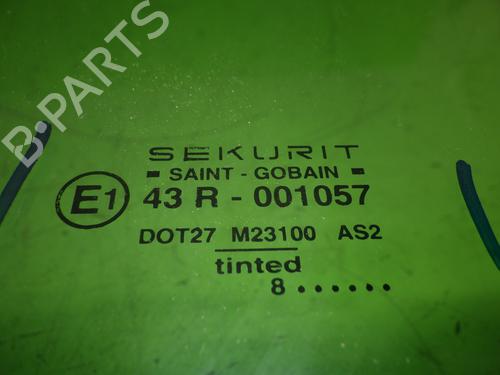 SEKURIT
SAINT - GOBAIN
E1 43 R - 001057
DOT27 M23100 AS2
tinted
8 ......
B-PARTS